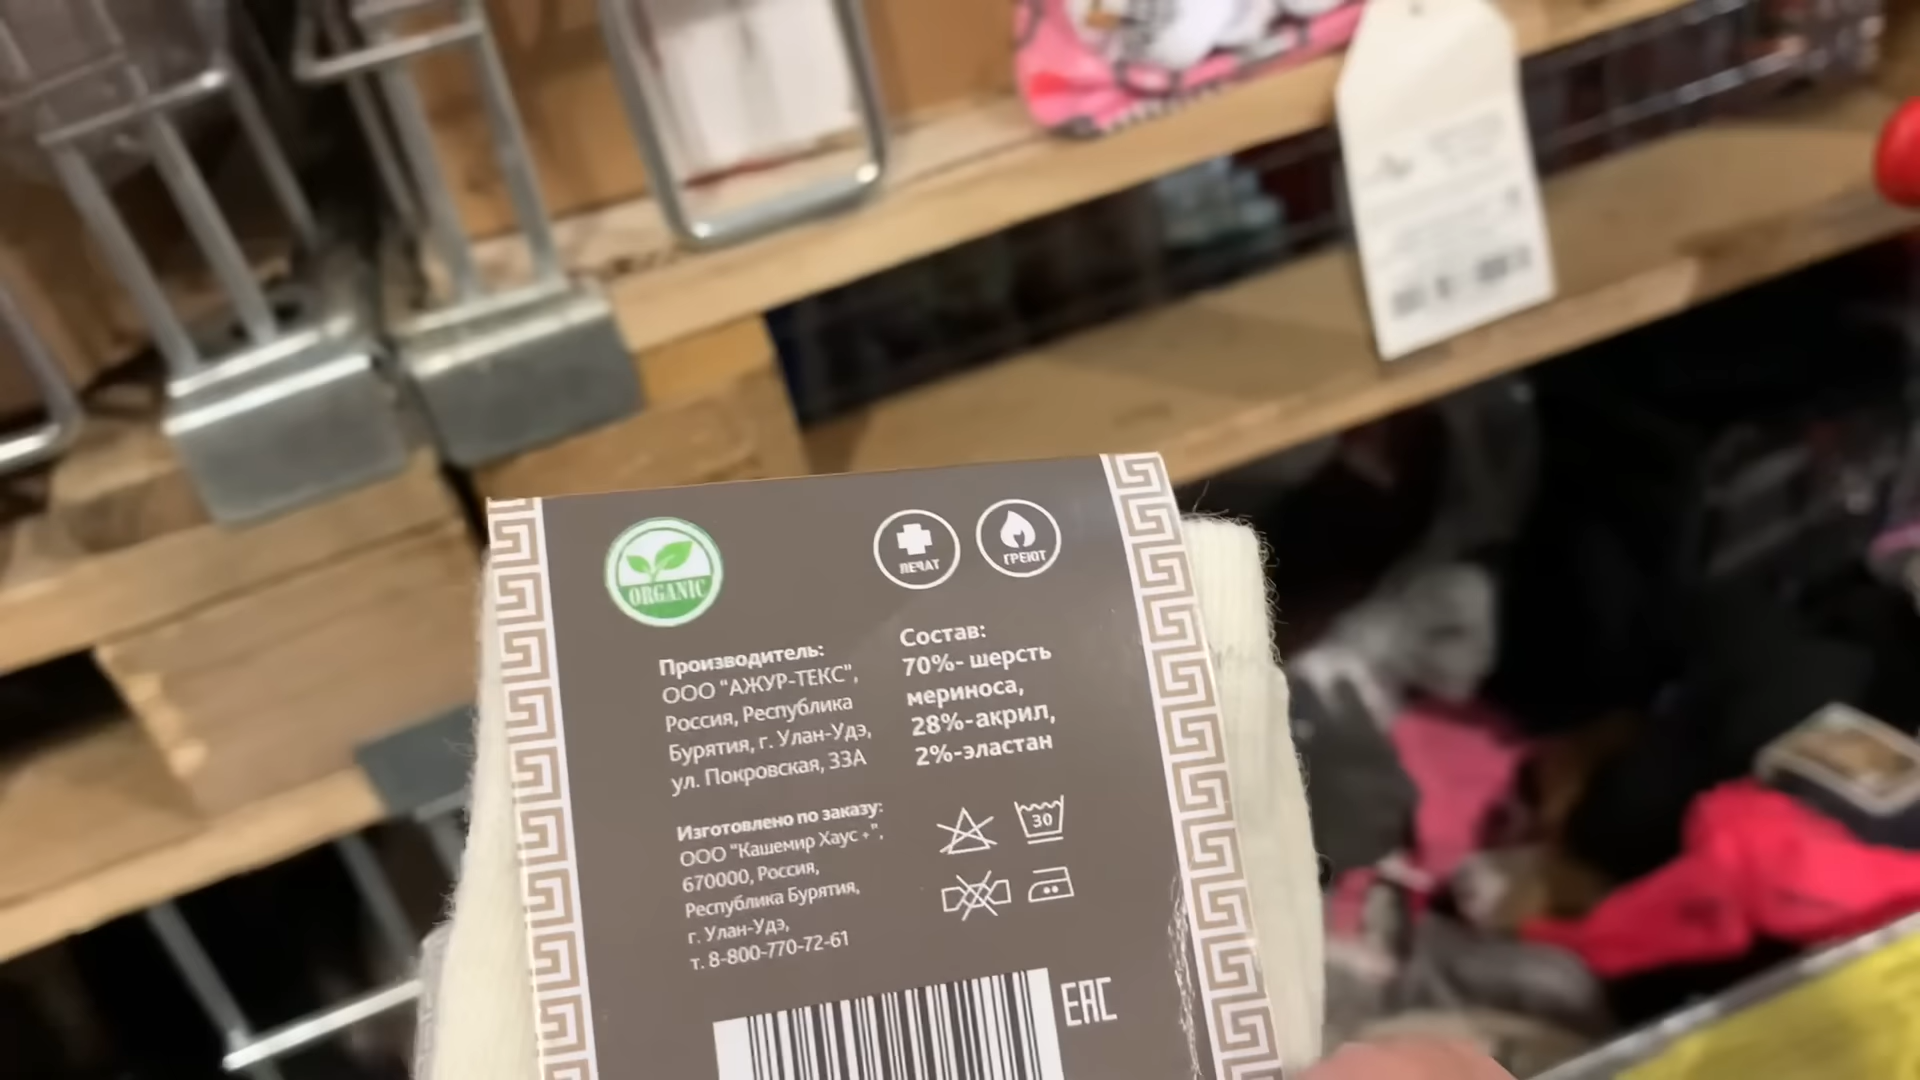 ORGANIC
ЛЕЧАТ
ГРЕЮТ
Производитель:
ООО "АЖУР-ТЕКС",
Россия, Республика
Бурятия, г. Улан-Удэ,
ул. Покровская, 33А
Изготовлено по заказу:
ООО "Кашемир Хаус +",
670000, Россия,
Республика Бурятия,
г. Улан-Удэ,
т. 8-800-770-72-61
Состав:
70%- шерсть
мериноса,
28%-акрил,
2%-эластан
30
EAC